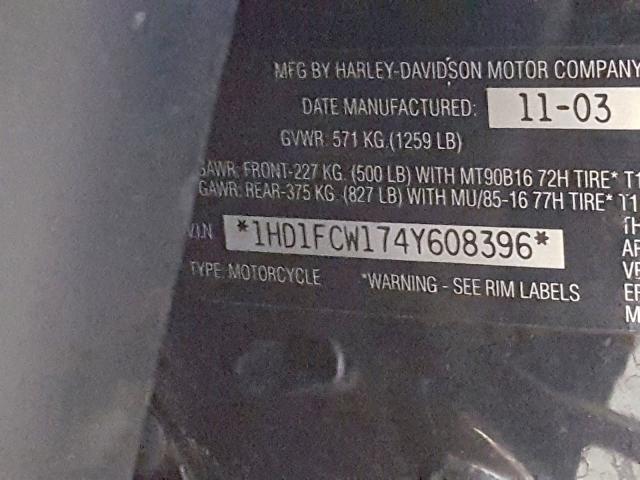 MFG BY HARLEY-DAVIDSON MOTOR COMPANY
DATE MANUFACTURED: 11-03
GVWR: 571 KG.(1259 LB)
GAWR: FRONT-227 KG. (500 LB) WITH MT90B16 72H TIRE* T1
GAWR: REAR-375 KG. (827 LB) WITH MU/85-16 77H TIRE* T1
V.I.N *1HD1FCW174Y608396*
TYPE: MOTORCYCLE *WARNING - SEE RIM LABELS